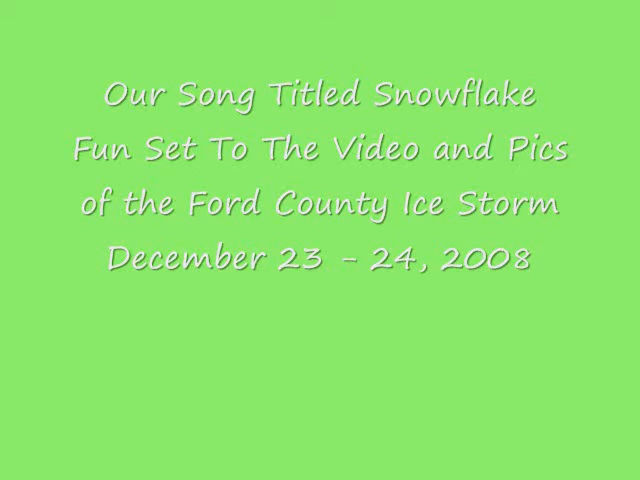 Our Song Titled Snowflake
Fun Set To The Video and Pics
of the Ford County Ice Storm
December 23 - 24, 2008